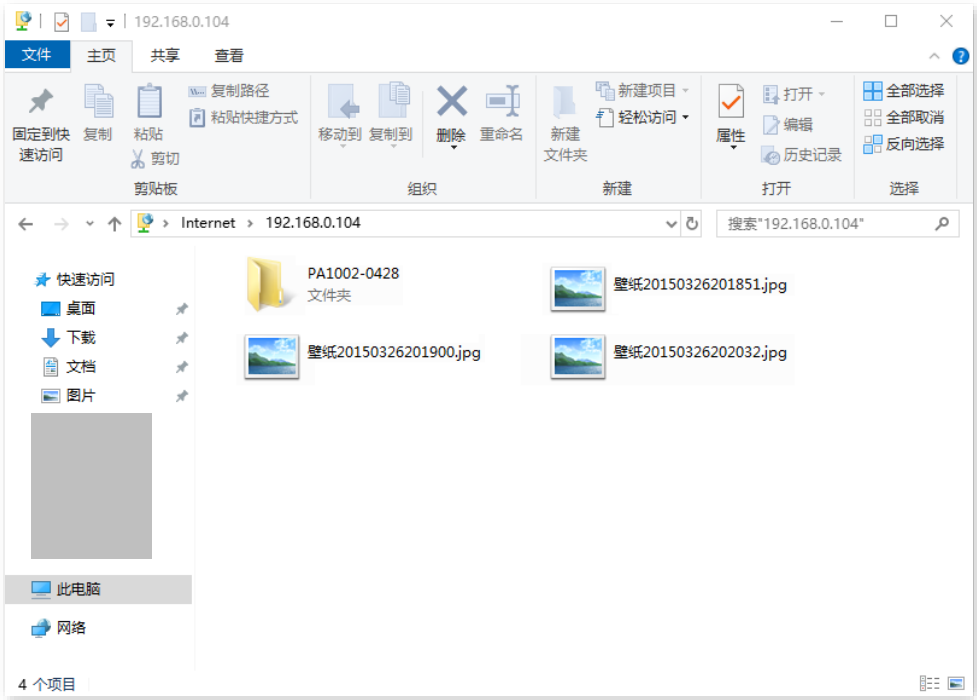 192.168.0.104
文件 主页 共享 查看
固定到快速访问
复制
粘贴
剪切
复制路径
粘贴快捷方式
剪贴板
移动到
复制到
删除
重命名
组织
新建文件夹
新建项目
轻松访问
新建
属性
打开
编辑
历史记录
打开
全部选择
全部取消
反向选择
选择
Internet 192.168.0.104
搜索"192.168.0.104"
快速访问
桌面
下载
文档
图片
此电脑
网络
PA1002-0428
文件夹
壁纸20150326201851.jpg
壁纸20150326201900.jpg
壁纸20150326202032.jpg
4 个项目